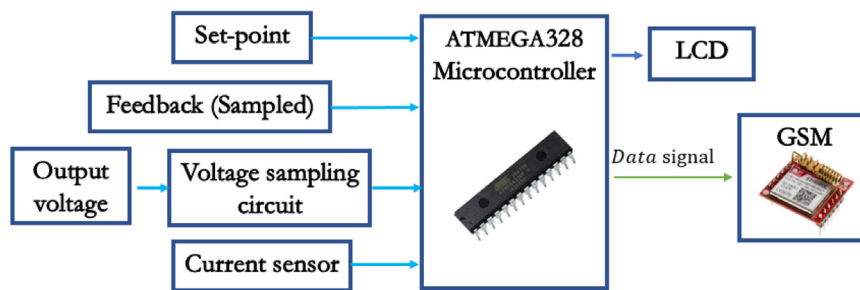 Set-point
Feedback (Sampled)
Output
voltage
Voltage sampling
circuit
Current sensor
ATMEGA328
Microcontroller
LCD
Data signal
GSM